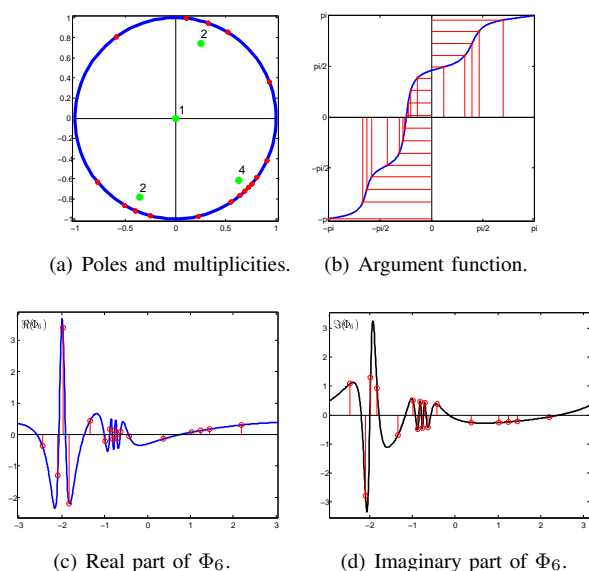 1
0.8
0.6
0.4
0.2
0
−0.2
−0.4
−0.6
−0.8
−1
−1 −0.5 0 0.5 1
2
1
4
2
pi
pi/2
0
−pi/2
−pi
−pi −pi/2 0 pi/2 pi
(a) Poles and multiplicities. (b) Argument function.
ℜ(Φ₆)
3
2
1
0
−1
−2
−3 −2 −1 0 1 2 3
ℑ(Φ₆)
3
2
1
0
−1
−2
−3
−2 −1 0 1 2 3
(c) Real part of Φ₆. (d) Imaginary part of Φ₆.